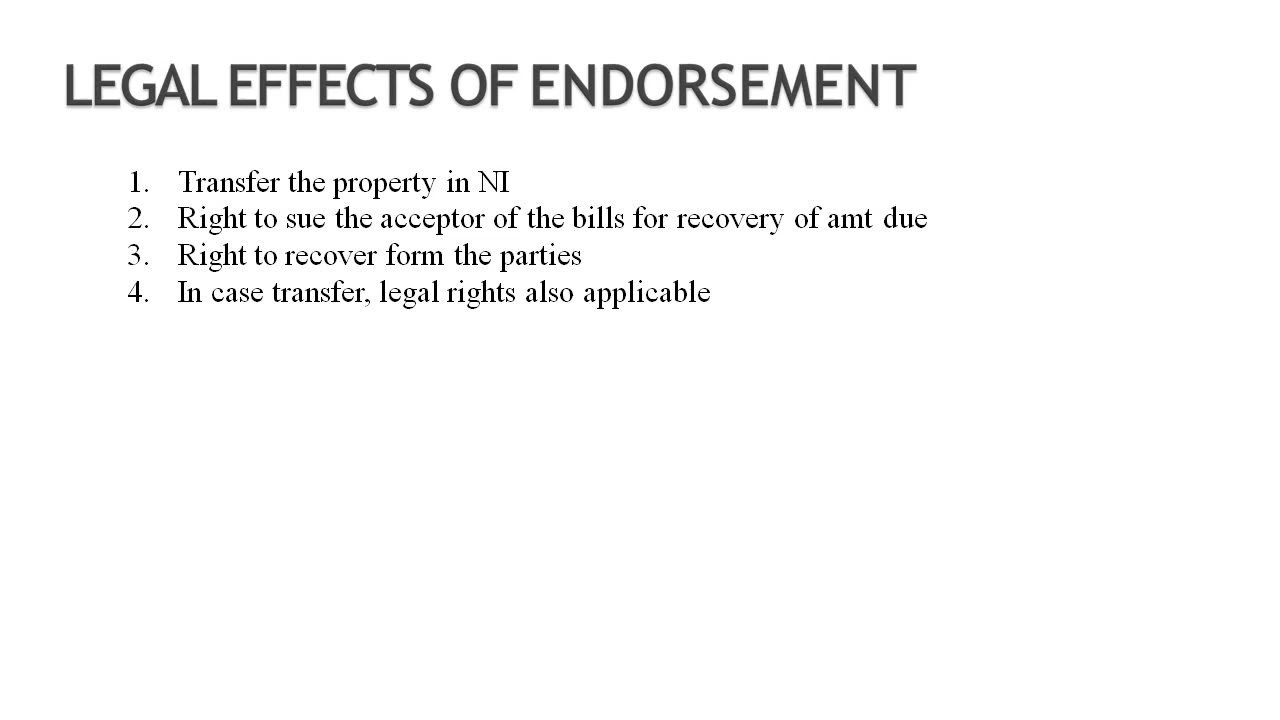 LEGAL EFFECTS OF ENDORSEMENT
1. Transfer the property in NI
2. Right to sue the acceptor of the bills for recovery of amt due
3. Right to recover form the parties
4. In case transfer, legal rights also applicable